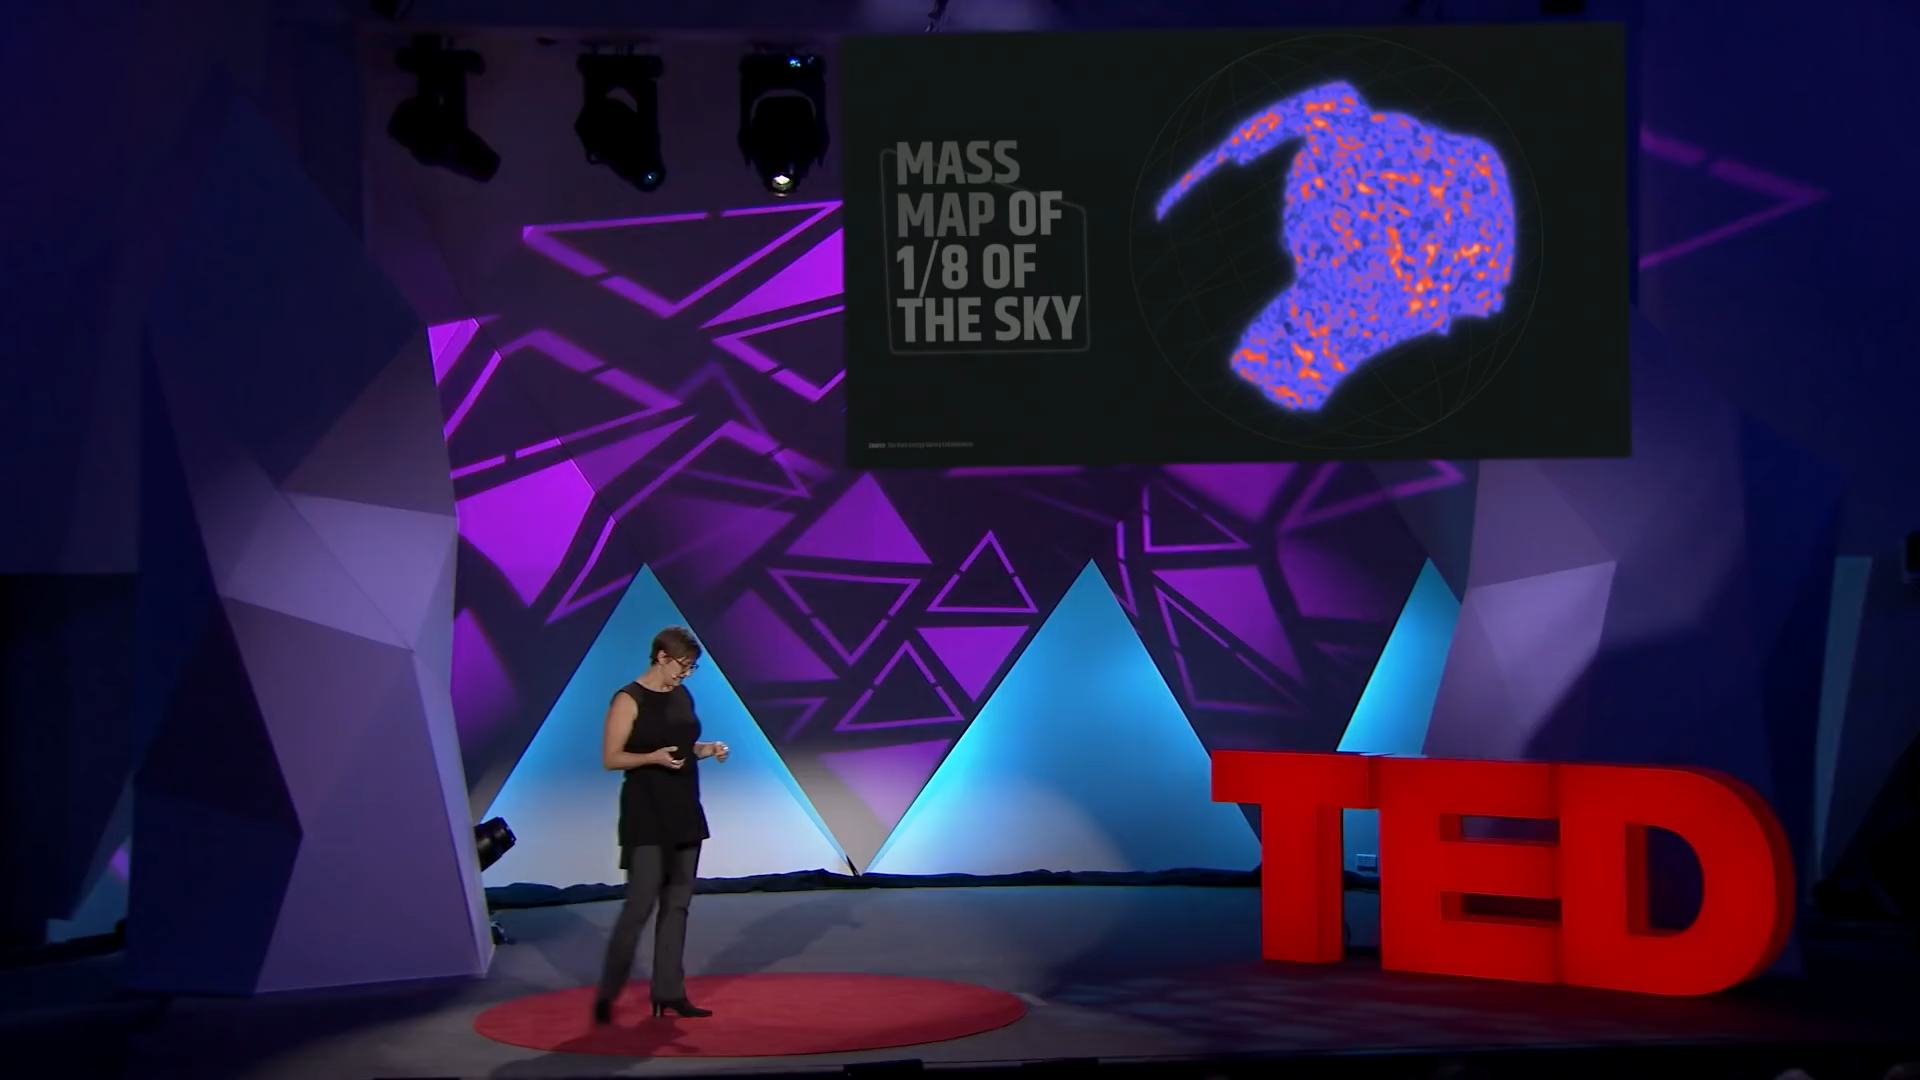 MASS
MAP OF
1/8 OF
THE SKY
TED